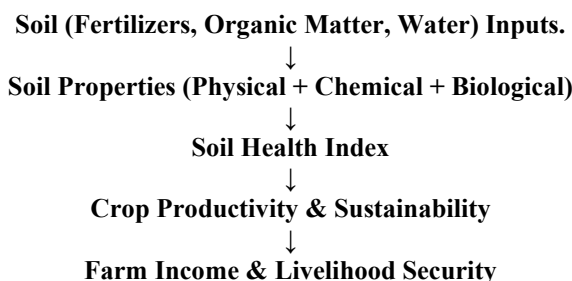 Soil (Fertilizers, Organic Matter, Water) Inputs.
↓
Soil Properties (Physical + Chemical + Biological)
↓
Soil Health Index
↓
Crop Productivity & Sustainability
↓
Farm Income & Livelihood Security